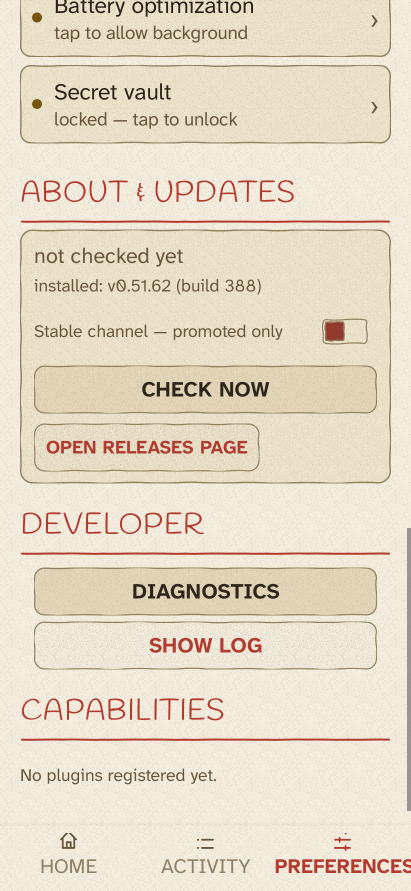 Battery optimization
tap to allow background
›
Secret vault
locked — tap to unlock
›
ABOUT & UPDATES
not checked yet
installed: v0.51.62 (build 388)
Stable channel — promoted only
CHECK NOW
OPEN RELEASES PAGE
DEVELOPER
DIAGNOSTICS
SHOW LOG
CAPABILITIES
No plugins registered yet.
HOME
ACTIVITY
PREFERENCES